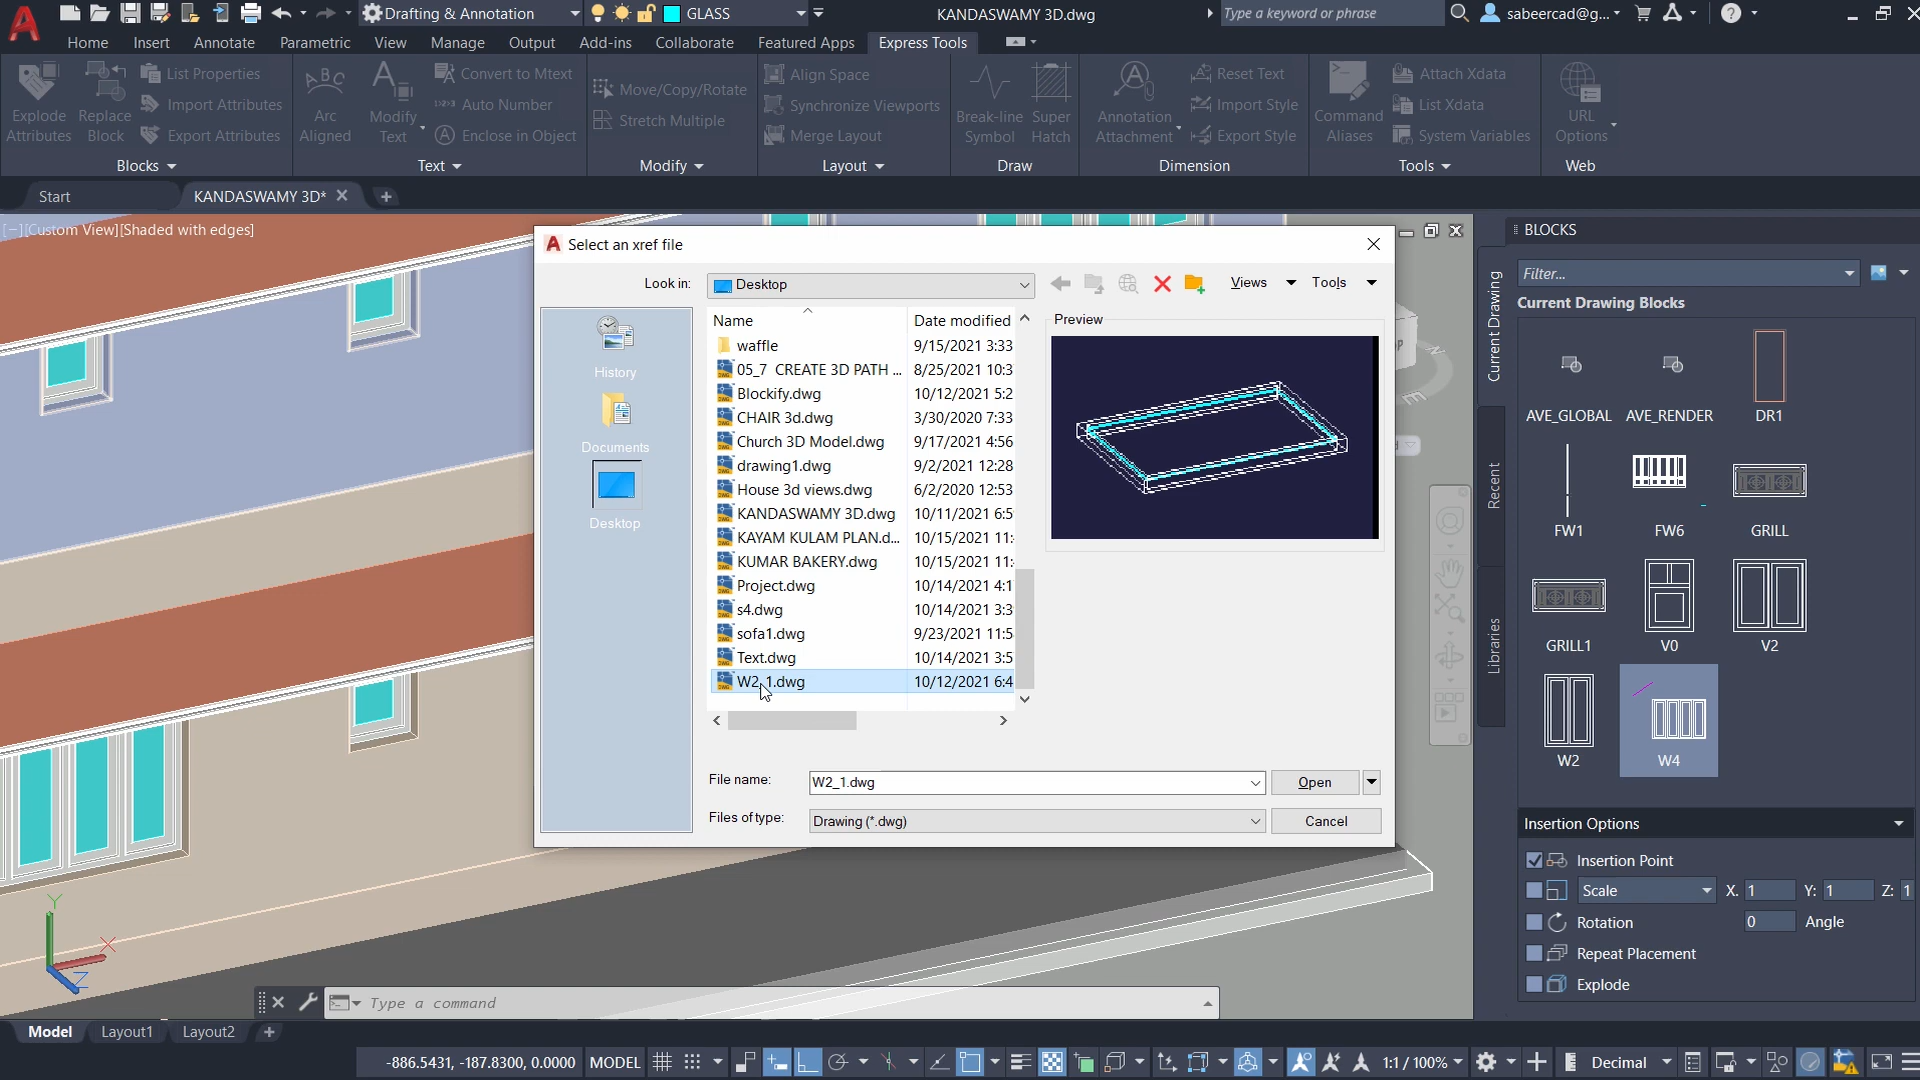 Drafting & Annotation
GLASS
KANDASWAMY 3D.dwg
Type a keyword or phrase
sabeercad@g...
Home Insert Annotate Parametric View Manage Output Add-ins Collaborate Featured Apps Express Tools
Explode Attributes
Replace Block
List Properties
Import Attributes
Export Attributes
Arc Aligned
Modify Text
Convert to Mtext
Auto Number
Enclose in Object
Move/Copy/Rotate
Stretch Multiple
Align Space
Synchronize Viewports
Merge Layout
Break-line Symbol
Super Hatch
Annotation Attachment
Reset Text
Import Style
Export Style
Command Aliases
Attach Xdata
List Xdata
System Variables
URL Options
Blocks Text Modify Layout Draw Dimension Tools Web
Start
KANDASWAMY 3D*
[−][Custom View][Shaded with edges]
Select an xref file
Look in:
Desktop
Views
Tools
History
Documents
Desktop
Name Date modified
waffle 9/15/2021 3:33
05_7 CREATE 3D PATH ... 8/25/2021 10:3
Blockify.dwg 10/12/2021 5:2
CHAIR 3d.dwg 3/30/2020 7:33
Church 3D Model.dwg 9/17/2021 4:56
drawing1.dwg 9/2/2021 12:28
House 3d views.dwg 6/2/2020 12:53
KANDASWAMY 3D.dwg 10/11/2021 6:5
KAYAM KULAM PLAN.d... 10/15/2021 11:
KUMAR BAKERY.dwg 10/15/2021 11:
Project.dwg 10/14/2021 4:1
s4.dwg 10/14/2021 3:3
sofa1.dwg 9/23/2021 11:5
Text.dwg 10/14/2021 3:5
W2_1.dwg 10/12/2021 6:4
Preview
File name:
W2_1.dwg
Open
Files of type:
Drawing (*.dwg)
Cancel
BLOCKS
Filter...
Current Drawing Blocks
Current Drawing
Recent
Libraries
AVE_GLOBAL AVE_RENDER DR1
FW1 FW6 GRILL
GRILL1 V0 V2
W2 W4
Insertion Options
Insertion Point
Scale X: 1 Y: 1 Z: 1
Rotation 0 Angle
Repeat Placement
Explode
Y
X
Z
Type a command
Model Layout1 Layout2
-886.5431, -187.8300, 0.0000 MODEL 1:1 / 100% Decimal